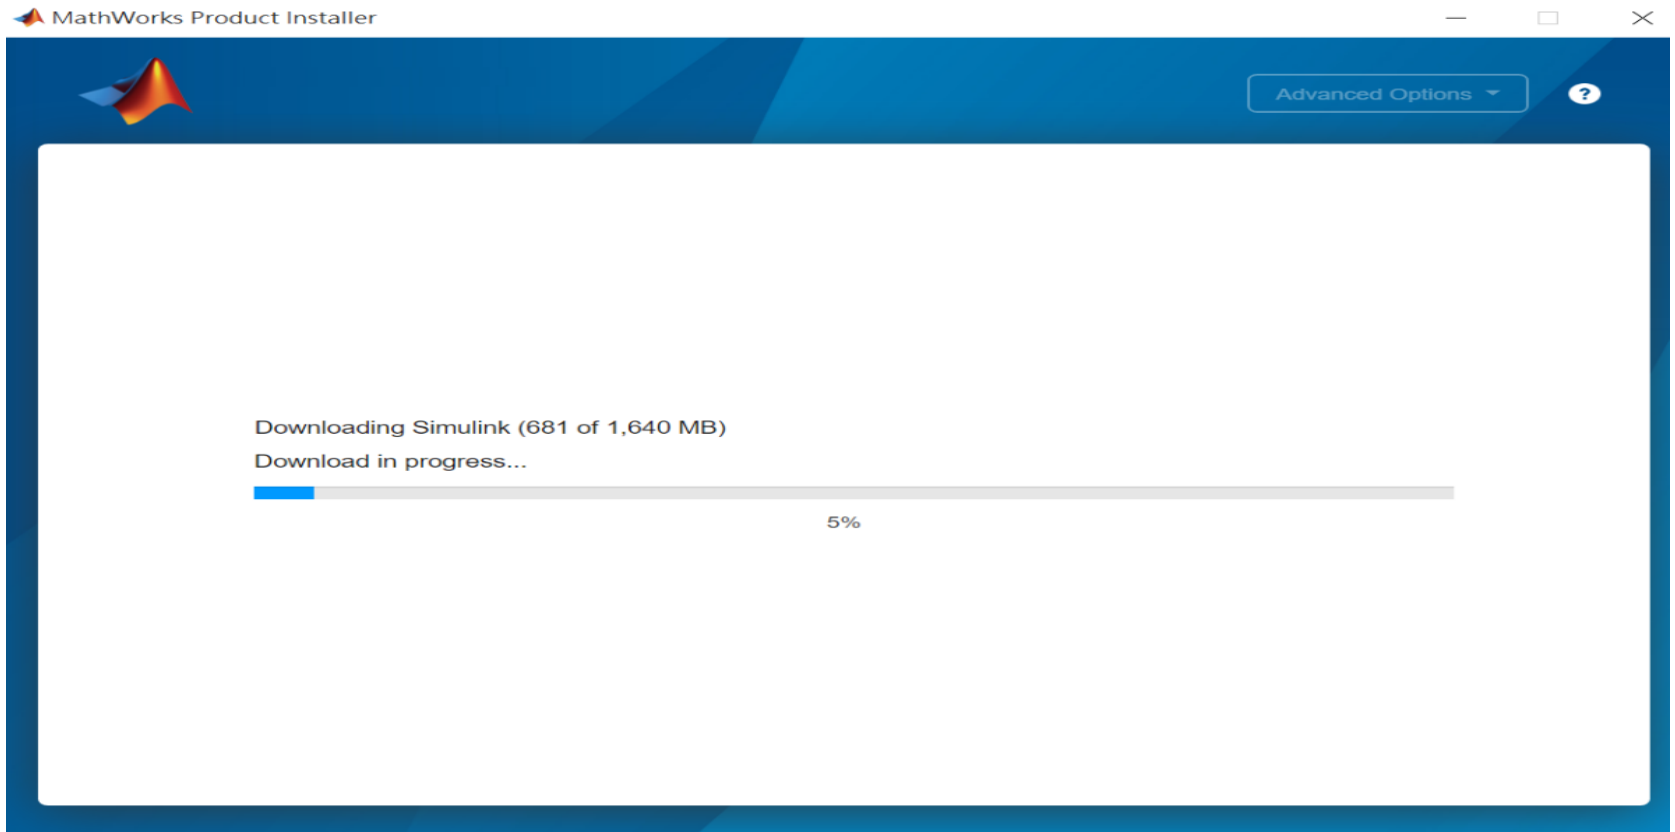 MathWorks Product Installer
Advanced Options
?
Downloading Simulink (681 of 1,640 MB)
Download in progress...
5%